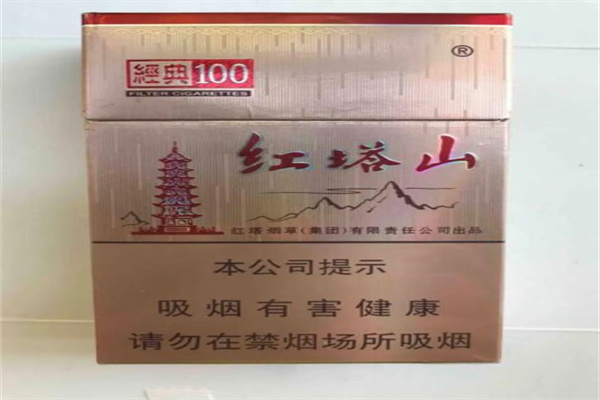 經典100
FILTER CIGARETTES
®
红塔山
红塔烟草(集团)有限责任公司出品
本公司提示
吸烟有害健康
请勿在禁烟场所吸烟